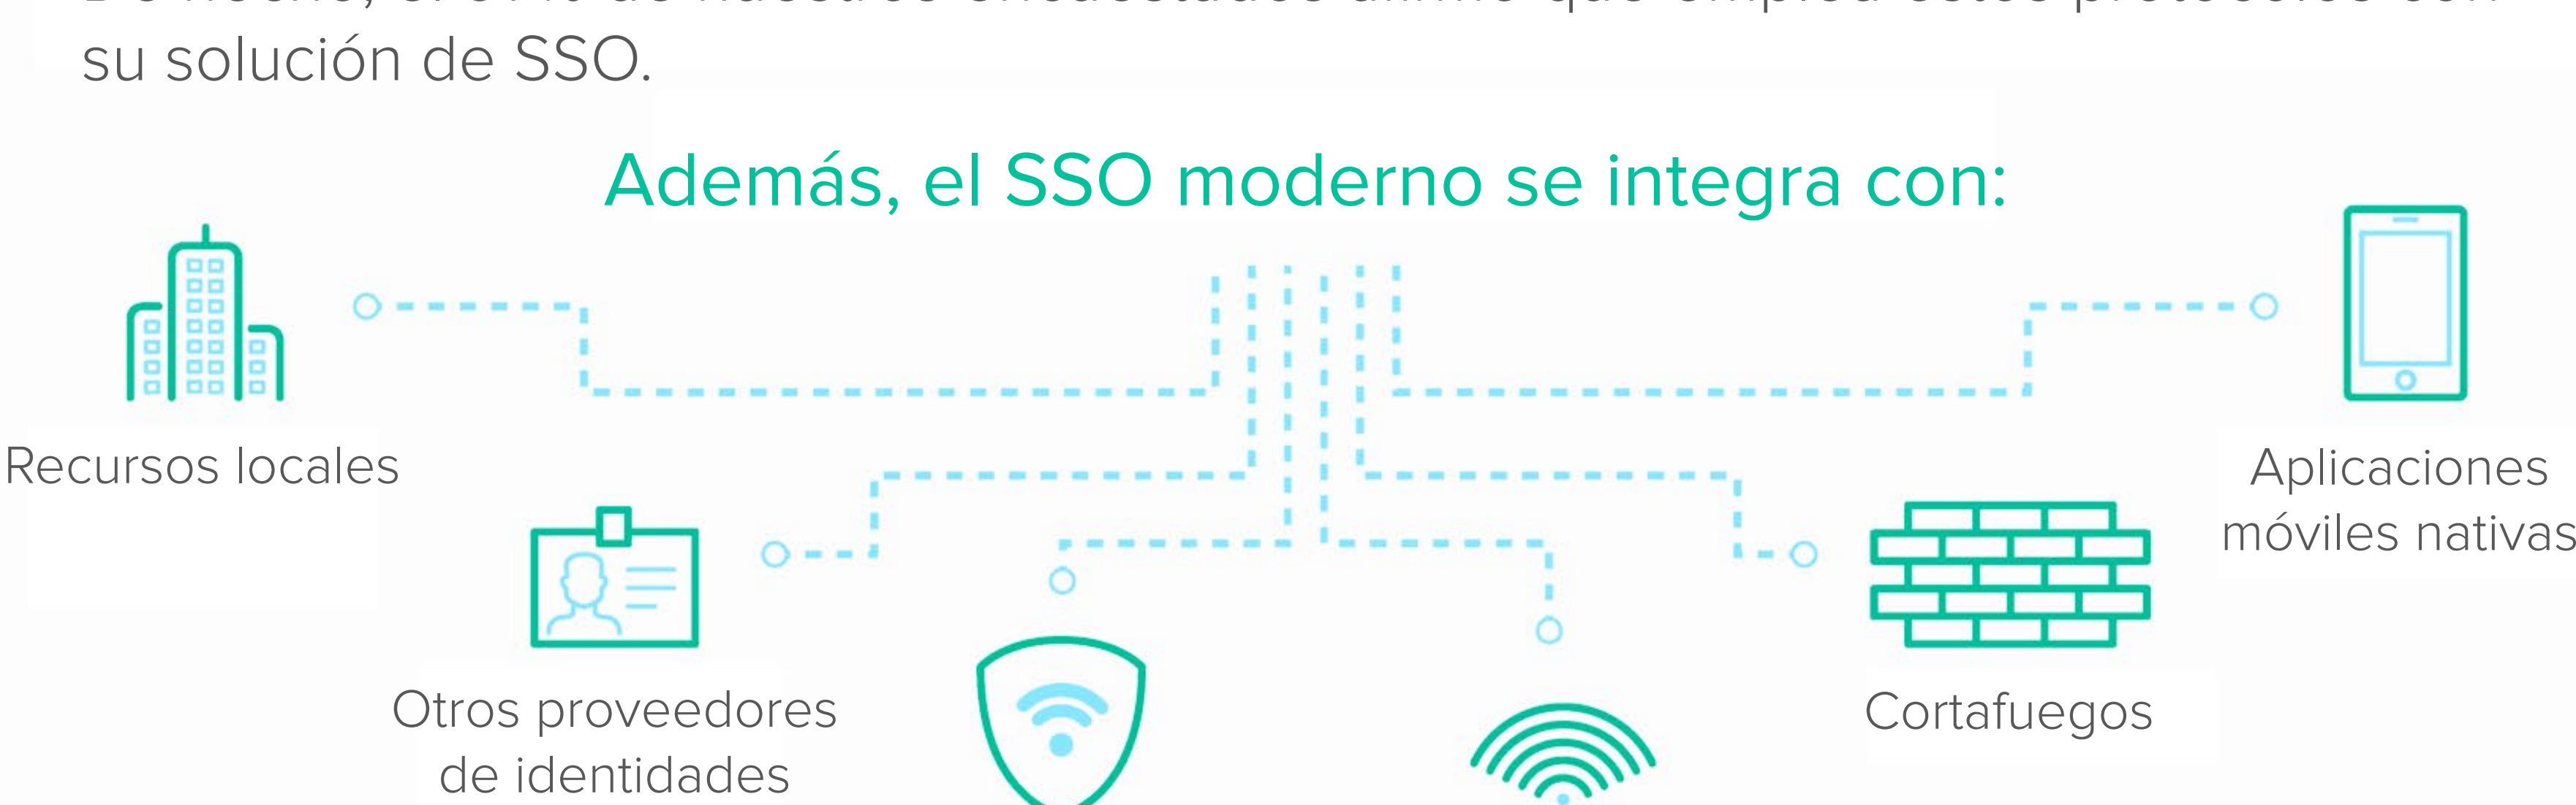 su solución de SSO.
Además, el SSO moderno se integra con:
Recursos locales
Aplicaciones
móviles nativas
Otros proveedores
de identidades
Cortafuegos